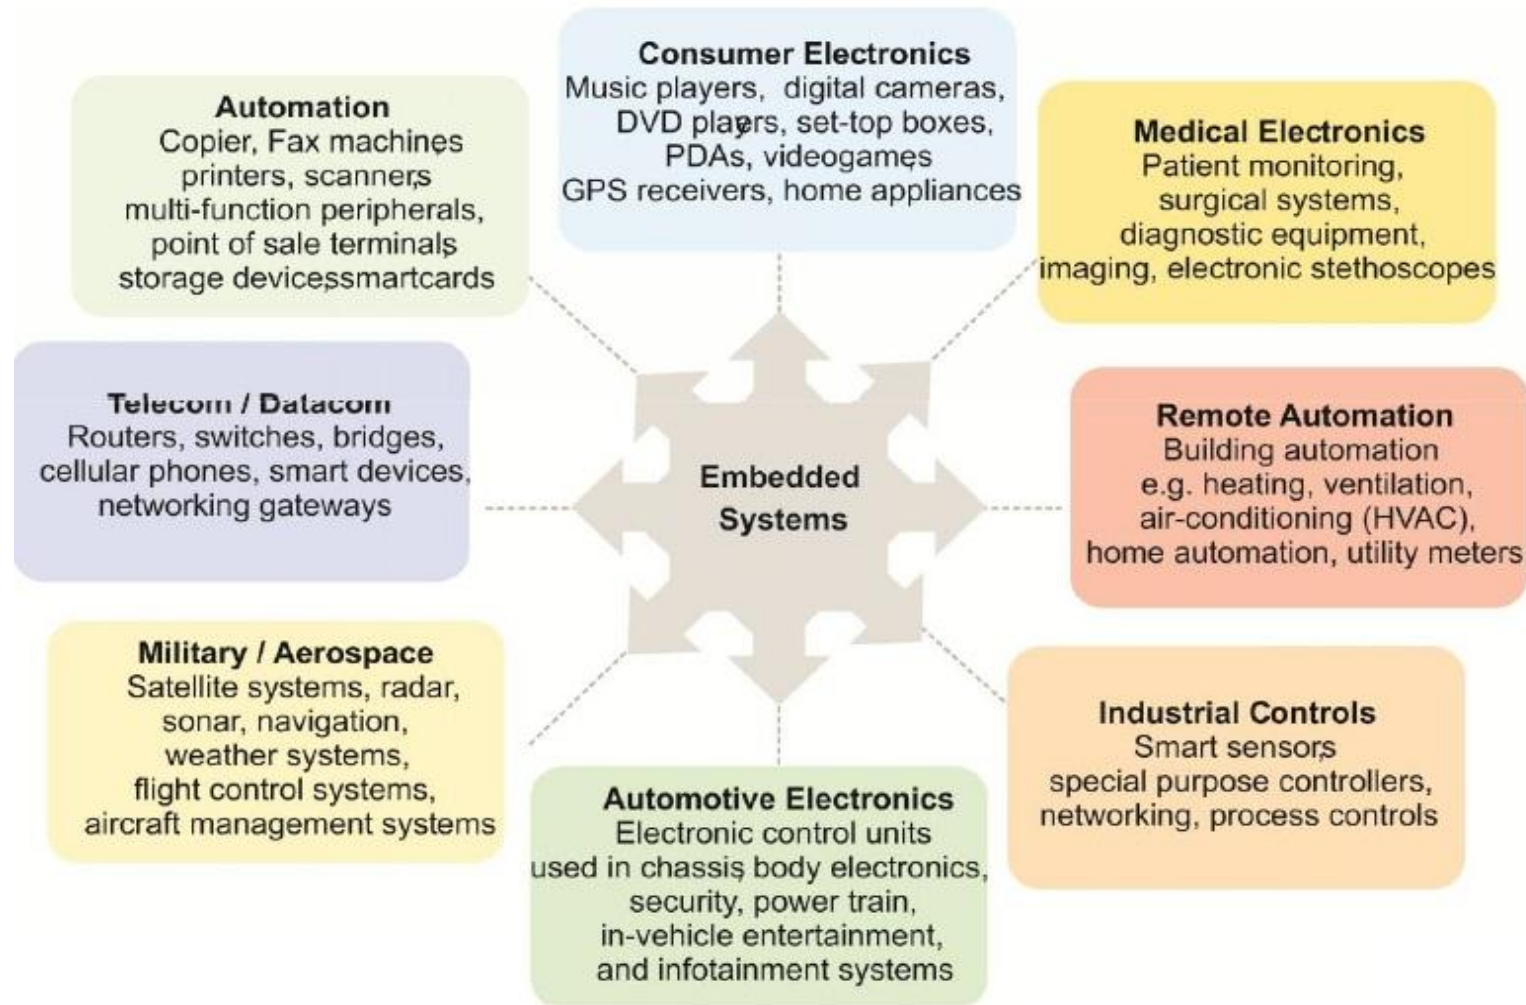 Consumer Electronics
Music players, digital cameras,
DVD players, set-top boxes,
PDAs, videogames,
GPS receivers, home appliances
Automation
Copier, Fax machines,
printers, scanners,
multi-function peripherals,
point of sale terminals,
storage devices,smartcards
Medical Electronics
Patient monitoring,
surgical systems,
diagnostic equipment,
imaging, electronic stethoscopes
Telecom / Datacom
Routers, switches, bridges,
cellular phones, smart devices,
networking gateways
Embedded
Systems
Remote Automation
Building automation
e.g. heating, ventilation,
air-conditioning (HVAC),
home automation, utility meters
Military / Aerospace
Satellite systems, radar,
sonar, navigation,
weather systems,
flight control systems,
aircraft management systems
Automotive Electronics
Electronic control units
used in chassis, body electronics,
security, power train,
in-vehicle entertainment,
and infotainment systems
Industrial Controls
Smart sensors,
special purpose controllers,
networking, process controls